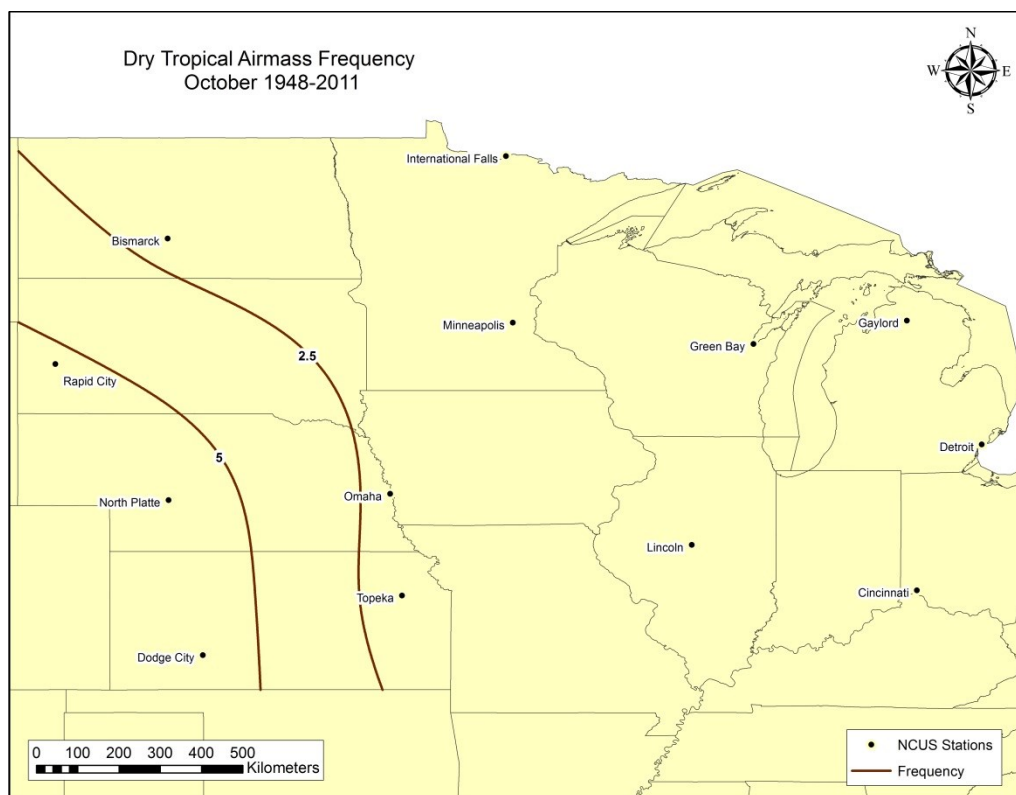 Dry Tropical Airmass Frequency
October 1948-2011
N
W E
S
International Falls
Bismarck
Minneapolis
Gaylord
Green Bay
2.5
Rapid City
Detroit
5
North Platte
Omaha
Lincoln
Cincinnati
Topeka
Dodge City
0 100 200 300 400 500
Kilometers
NCUS Stations
Frequency